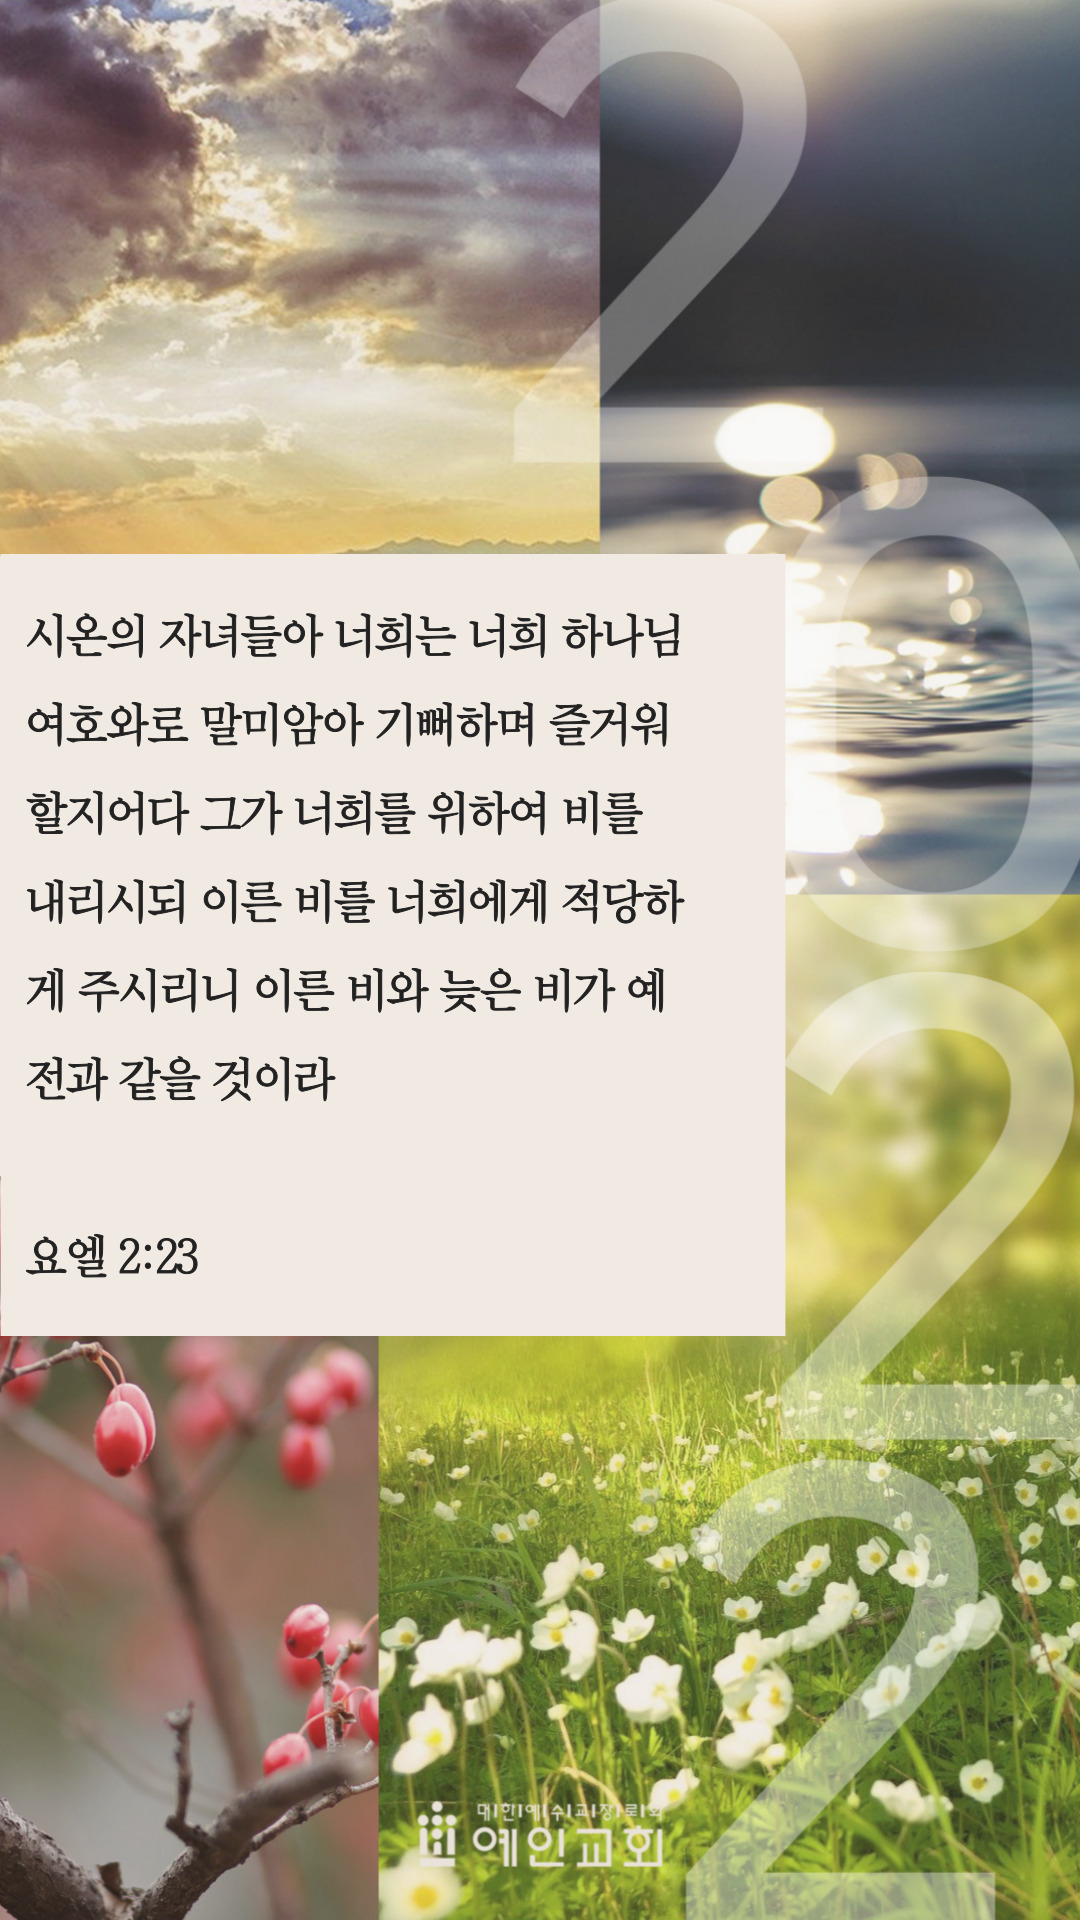 2
0
2
2
시온의 자녀들아 너희는 너희 하나님
여호와로 말미암아 기뻐하며 즐거워
할지어다 그가 너희를 위하여 비를
내리시되 이른 비를 너희에게 적당하
게 주시리니 이른 비와 늦은 비가 예
전과 같을 것이라
요엘 2:23
대한예수교장로회
예인교회